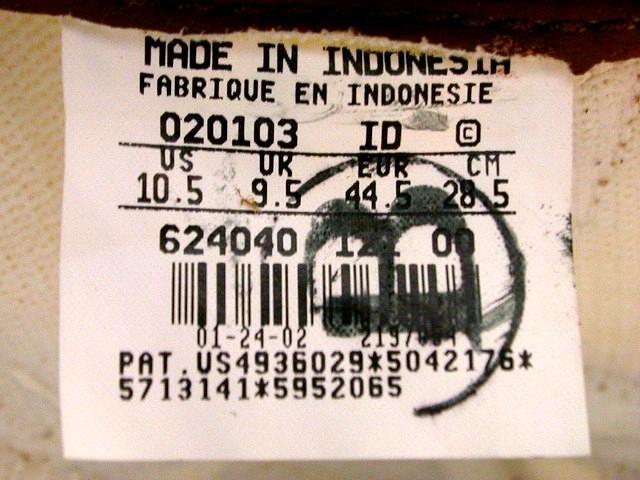 MADE IN INDONESIA
FABRIQUE EN INDONESIE
020103 ID ©
US UK EUR CM
10.5 9.5 44.5 28.5
624040 121 00
01-24-02
PAT.US4936029*5042176*
5713141*5952065